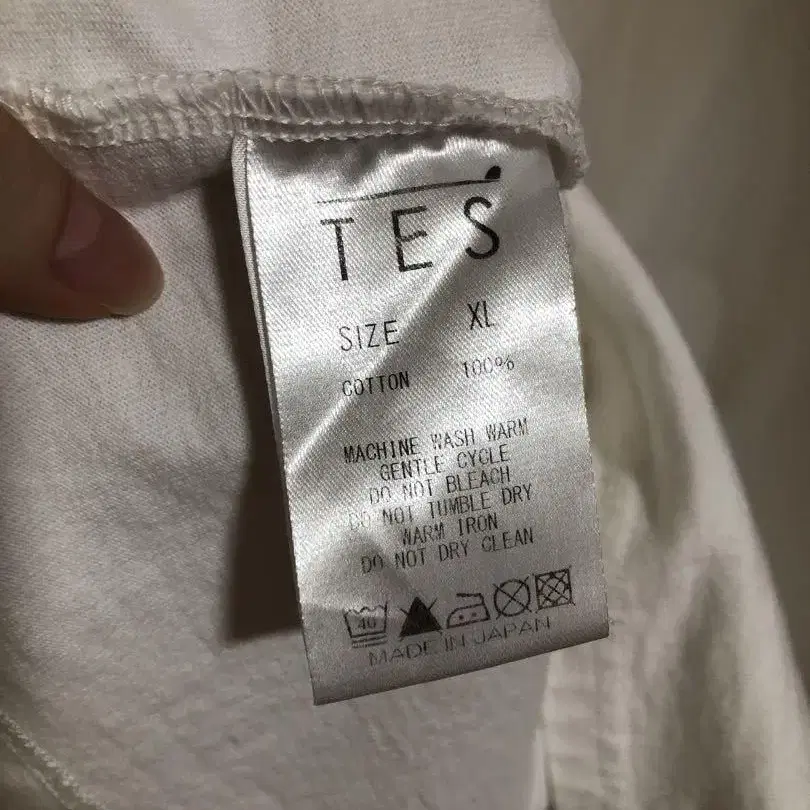 TES
SIZE XL
COTTON 100%
MACHINE WASH WARM
GENTLE CYCLE
DO NOT BLEACH
DO NOT TUMBLE DRY
WARM IRON
DO NOT DRY CLEAN
40
MADE IN JAPAN